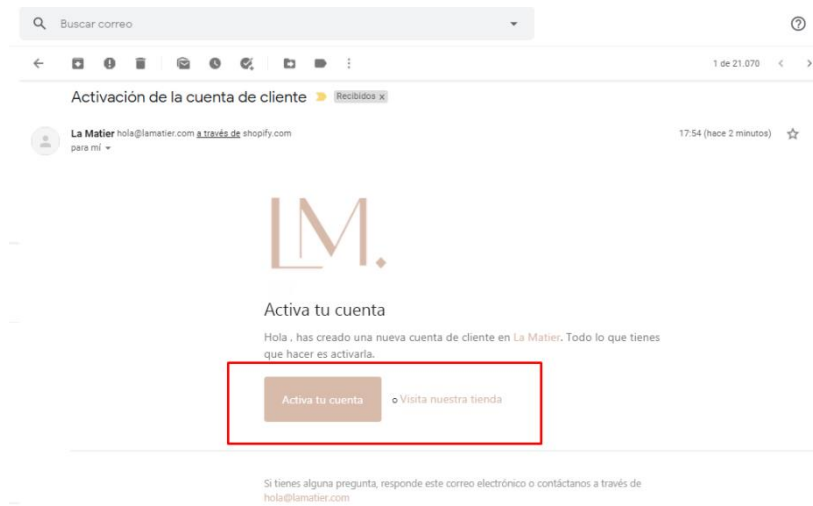 Buscar correo
1 de 21.070
Activación de la cuenta de cliente Recibidos x
La Matier hola@lamatier.com a través de shopify.com 17:54 (hace 2 minutos)
para mí
LM.
Activa tu cuenta
Hola , has creado una nueva cuenta de cliente en La Matier. Todo lo que tienes
que hacer es activarla.
Activa tu cuenta o Visita nuestra tienda
Si tienes alguna pregunta, responde este correo electrónico o contáctanos a través de
hola@lamatier.com